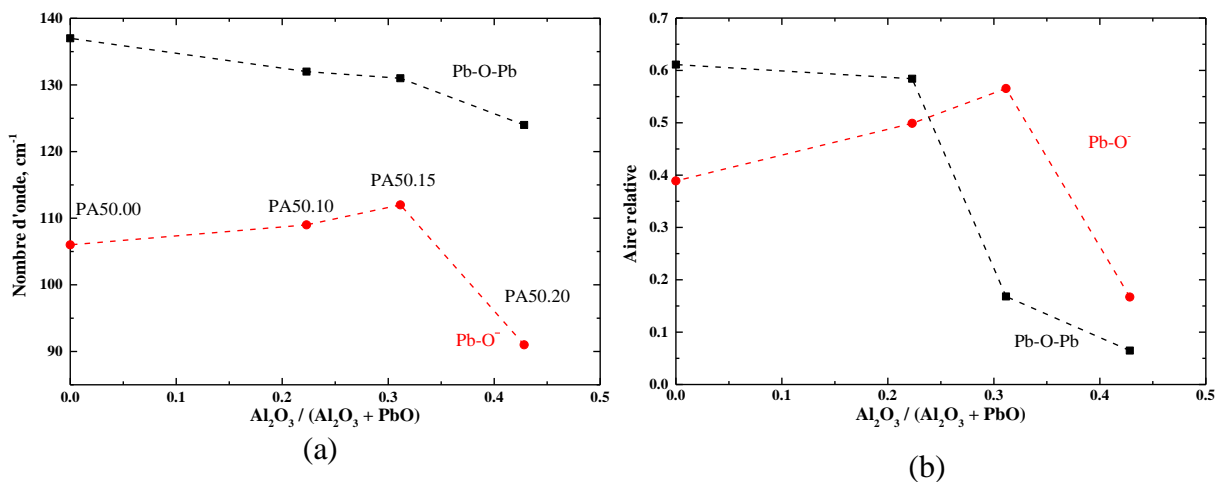 140
130
120
110
100
90
Nombre d'onde, cm⁻¹
Pb-O-Pb
PA50.15
PA50.00
PA50.10
PA50.20
Pb-O⁻
0.0 0.1 0.2 0.3 0.4 0.5
Al₂O₃ / (Al₂O₃ + PbO)
(a)
0.7
0.6
0.5
0.4
0.3
0.2
0.1
0.0
Aire relative
Pb-O⁻
Pb-O-Pb
0.0 0.1 0.2 0.3 0.4 0.5
Al₂O₃ / (Al₂O₃ + PbO)
(b)